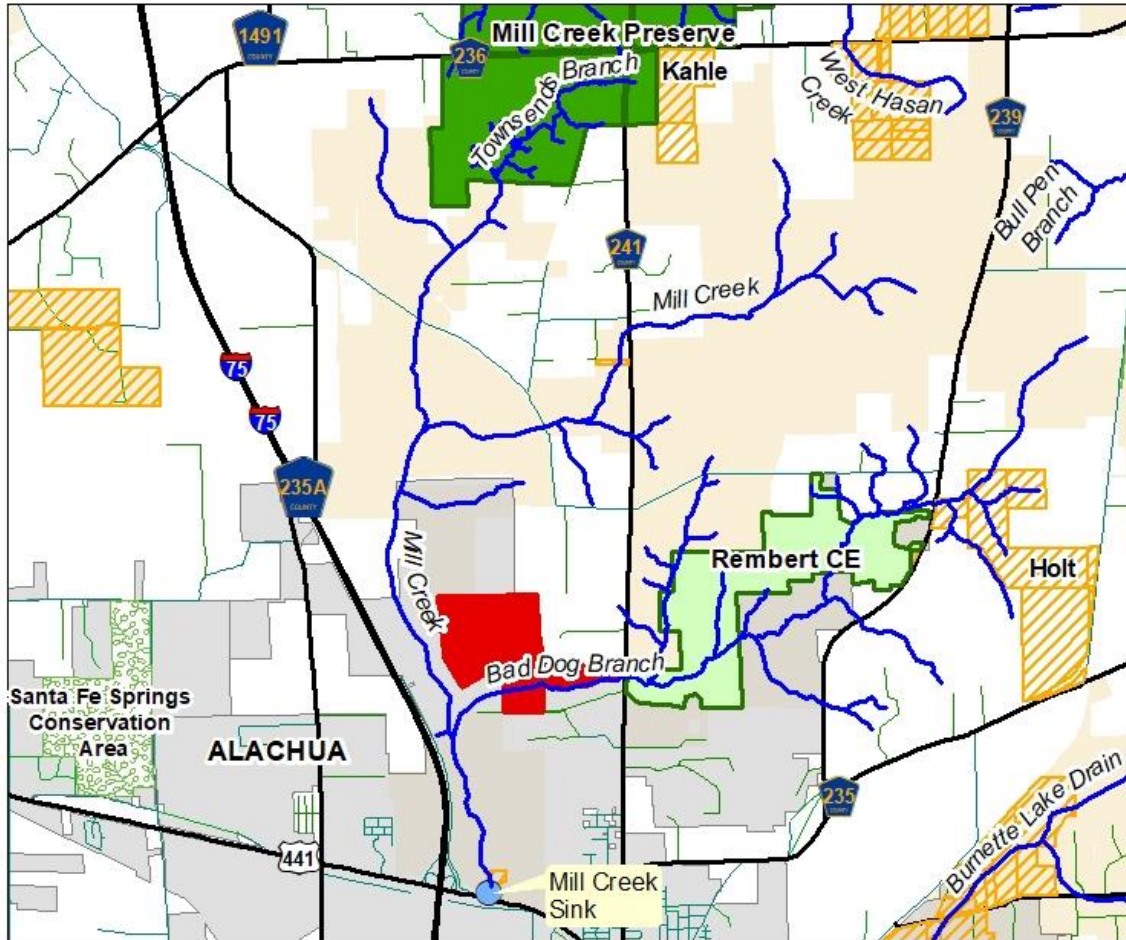 1491
COUNTY
236
COUNTY
Mill Creek Preserve
Townsends Branch
Kahle
West Hasan
Creek
239
COUNTY
Bull Pen
Branch
241
COUNTY
Mill Creek
75
75
235A
COUNTY
Mill Creek
Rembert CE
Holt
Bad Dog Branch
Santa Fe Springs
Conservation
Area
ALACHUA
235
COUNTY
Burnette Lake Drain
441
Mill Creek
Sink